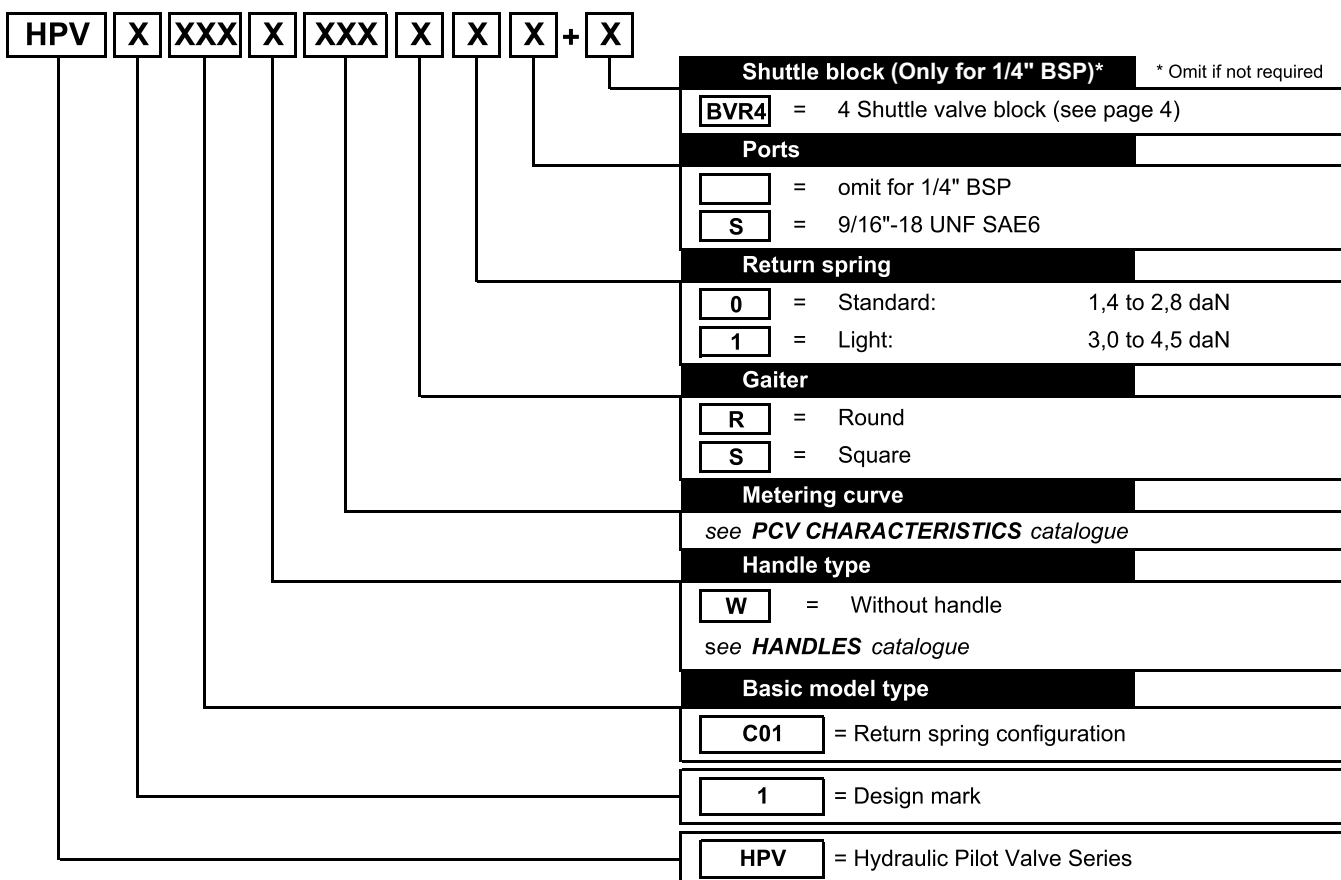 HPV X XXX X XXX X X X + X
Shuttle block (Only for 1/4" BSP)* * Omit if not required
BVR4 = 4 Shuttle valve block (see page 4)
Ports
= omit for 1/4" BSP
S = 9/16"-18 UNF SAE6
Return spring
0 = Standard: 1,4 to 2,8 daN
1 = Light: 3,0 to 4,5 daN
Gaiter
R = Round
S = Square
Metering curve
see PCV CHARACTERISTICS catalogue
Handle type
W = Without handle
see HANDLES catalogue
Basic model type
C01 = Return spring configuration
1 = Design mark
HPV = Hydraulic Pilot Valve Series